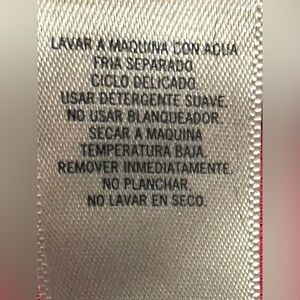 LAVAR A MAQUINA CON AGUA
FRIA SEPARADO.
CICLO DELICADO.
USAR DETERGENTE SUAVE.
NO USAR BLANQUEADOR.
SECAR A MAQUINA
TEMPERATURA BAJA.
REMOVER INMEDIATAMENTE.
NO PLANCHAR.
NO LAVAR EN SECO.